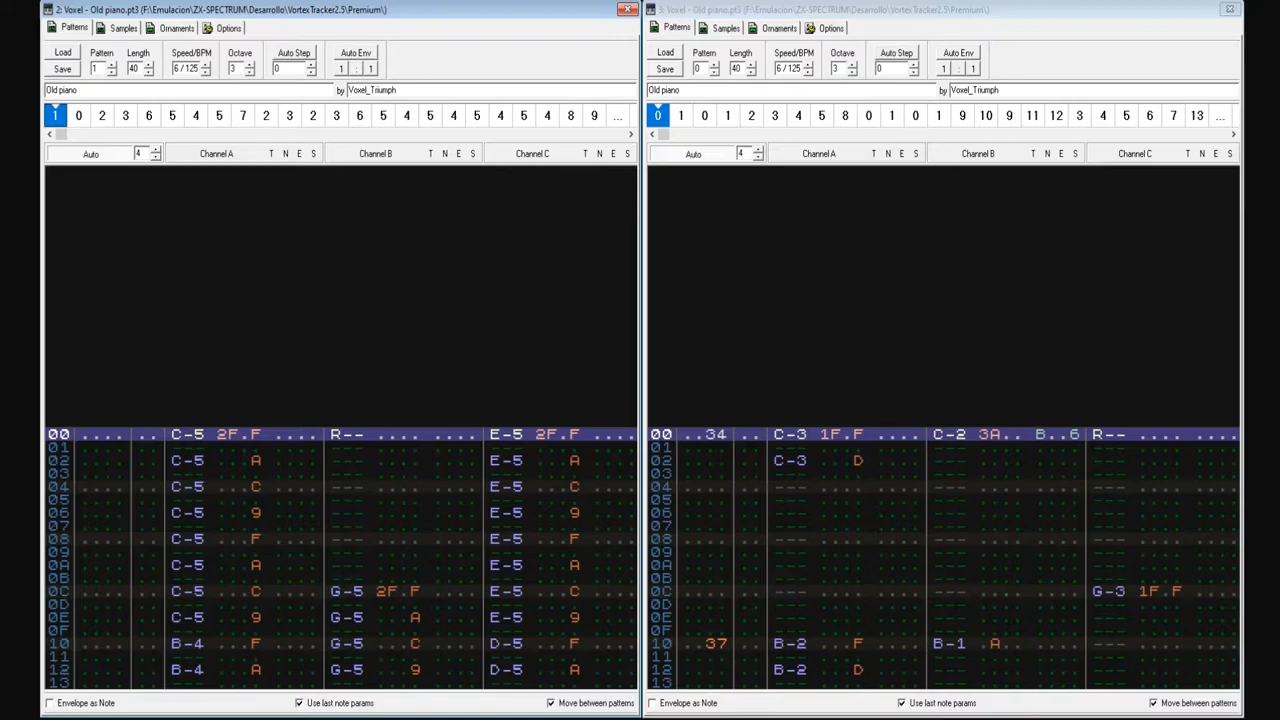 2: Voxel - Old piano.pt3 (F:\Emulacion\ZX-SPECTRUM\Desarrollo\VortexTracker2.5\Premium\)
Patterns Samples Ornaments Options
Load Pattern Length Speed/BPM Octave Auto Step Auto Env
Save 1 40 6/125 3 0 1 : 1
Old piano by Voxel_Triumph
1 0 2 3 6 5 4 5 7 2 3 2 3 6 5 4 5 4 8 9 ...
Auto 4 Channel A T N E S Channel B T N E S Channel C T N E S
00 .... .. C-5 2F.F .... R-- .... .... E-5 2F.F ....
01
02 C-5 A --- E-5 A
03
04 C-5 C --- E-5 C
05
06 C-5 9 --- E-5 9
07
08 C-5 F --- E-5 F
09
0A C-5 A --- E-5 A
0B
0C C-5 C G-5 2F.F E-5 C
0D
0E C-5 9 G-5 A E-5 9
0F
10 B-4 F G-5 C D-5 F
11
12 B-4 A G-5 9 D-5 A
13
Envelope as Note Use last note params Move between patterns
3: Voxel - Old piano.pt3 (F:\Emulacion\ZX-SPECTRUM\Desarrollo\VortexTracker2.5\Premium\)
Patterns Samples Ornaments Options
Load Pattern Length Speed/BPM Octave Auto Step Auto Env
Save 0 40 6/125 3 0 1 : 1
Old piano by Voxel_Triumph
0 1 0 1 2 3 4 5 8 0 1 0 1 9 10 9 11 12 3 4 5 6 7 13 ...
Auto 4 Channel A T N E S Channel B T N E S Channel C T N E S
00 ..34 .. C-3 1F.F .... C-2 3A.. B..6 R-- .... ....
01
02 C-3 D ---
03
04 --- --- ---
05
06 --- --- ---
07
08 --- --- ---
09
0A --- --- ---
0B
0C --- --- G-3 1F.F
0D
0E --- --- ---
0F
10 37 B-2 F B-1 A ---
11
12 B-2 D --- ---
13
Envelope as Note Use last note params Move between patterns